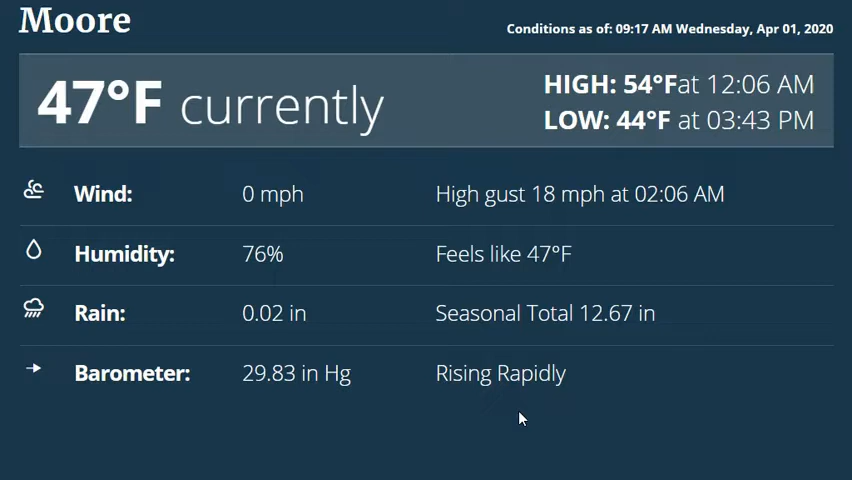 Moore
Conditions as of: 09:17 AM Wednesday, Apr 01, 2020
47°F currently
HIGH: 54°Fat 12:06 AM
LOW: 44°F at 03:43 PM
Wind: 0 mph High gust 18 mph at 02:06 AM
Humidity: 76% Feels like 47°F
Rain: 0.02 in Seasonal Total 12.67 in
Barometer: 29.83 in Hg Rising Rapidly